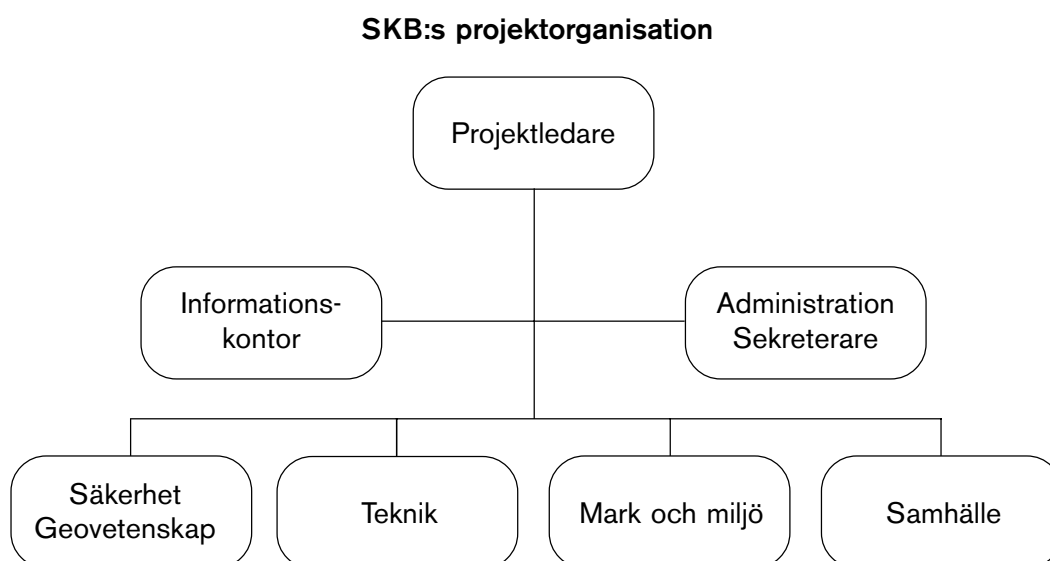 SKB:s projektorganisation
Projektledare
Informations-
kontor
Administration
Sekreterare
Säkerhet
Geovetenskap
Teknik
Mark och miljö
Samhälle